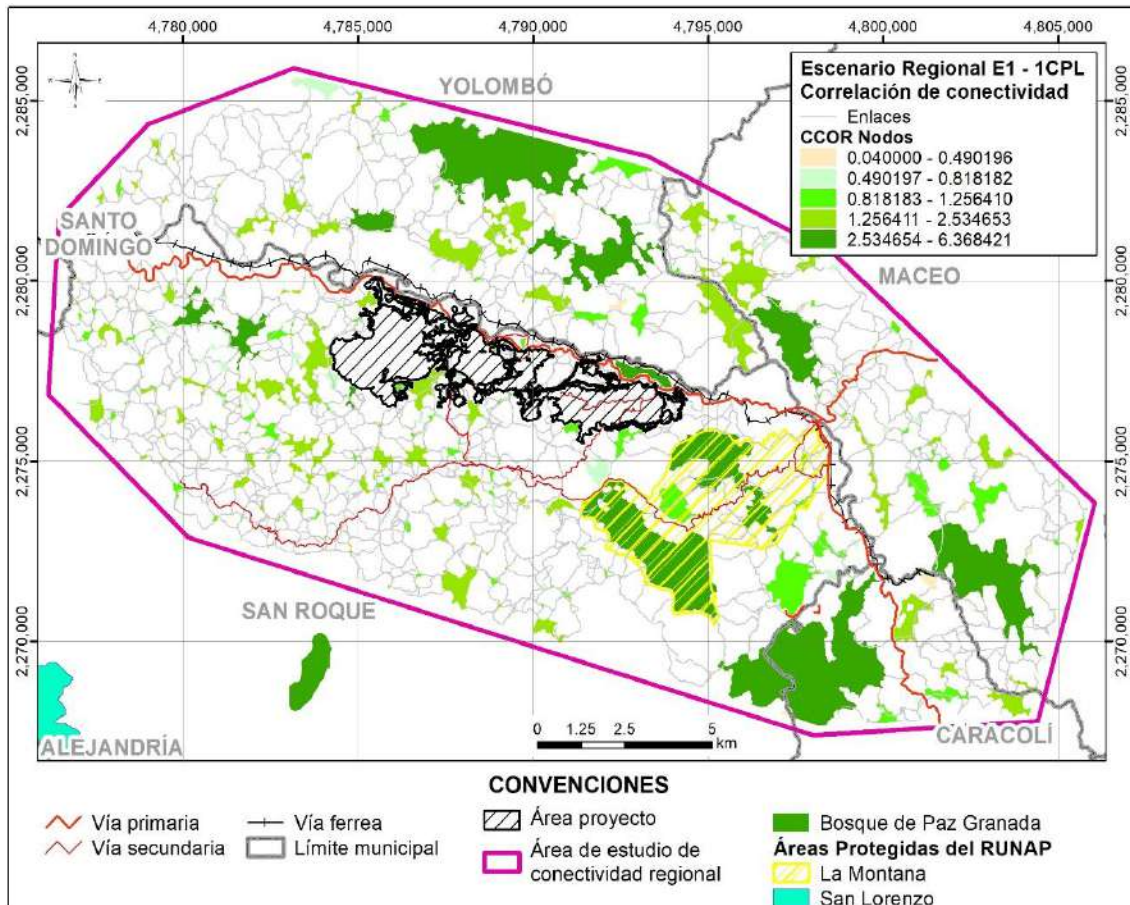 4,780,000
4,785,000
4,790,000
4,795,000
4,800,000
4,805,000
YOLOMBÓ
Escenario Regional E1 - 1CPL
Correlación de conectividad
Enlaces
CCOR Nodos
0.040000 - 0.490196
0.490197 - 0.818182
0.818183 - 1.256410
1.256411 - 2.534653
2.534654 - 6.368421
2,285,000
2,285,000
SANTO
DOMINGO
MACEO
2,280,000
2,280,000
2,275,000
2,275,000
SAN ROQUE
2,270,000
2,270,000
ALEJANDRÍA
0 1.25 2.5 5
km
CARACOLÍ
CONVENCIONES
Vía primaria
Vía secundaria
Vía ferrea
Límite municipal
Área proyecto
Área de estudio de
conectividad regional
Bosque de Paz Granada
Áreas Protegidas del RUNAP
La Montana
San Lorenzo